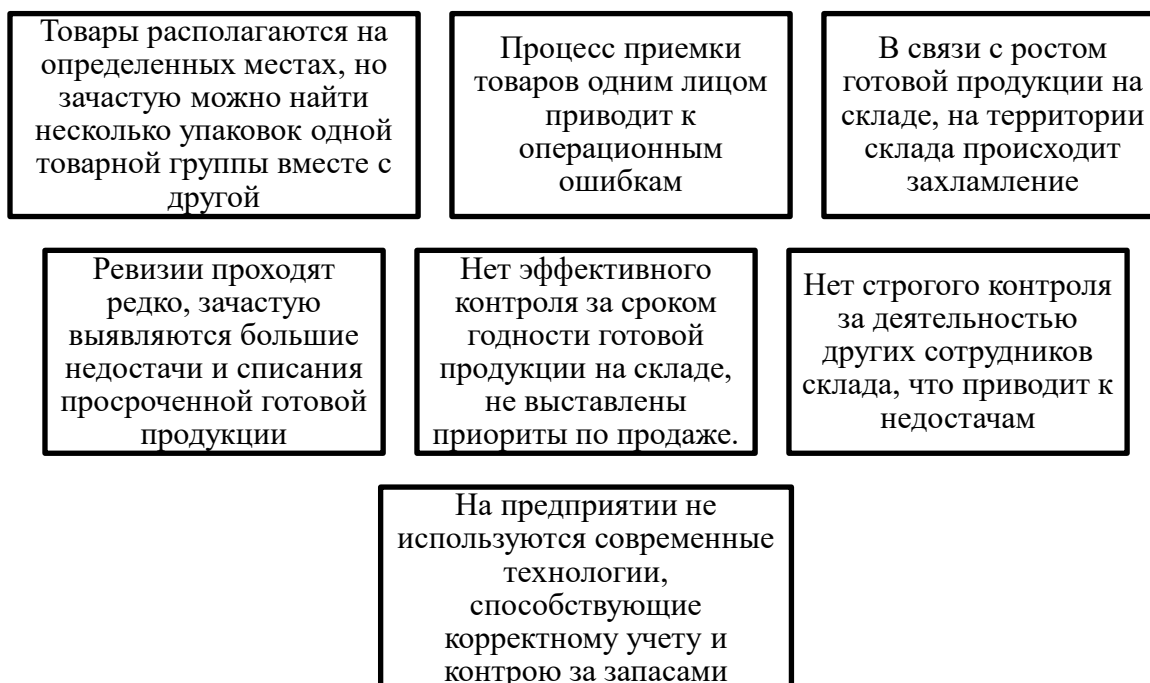 Товары располагаются на
определенных местах, но
зачастую можно найти
несколько упаковок одной
товарной группы вместе с
другой
Процесс приемки
товаров одним лицом
приводит к
операционным
ошибкам
В связи с ростом
готовой продукции на
складе, на территории
склада происходит
захламление
Ревизии проходят
редко, зачастую
выявляются большие
недостачи и списания
просроченной готовой
продукции
Нет эффективного
контроля за сроком
годности готовой
продукции на складе,
не выставлены
приориты по продаже.
Нет строгого контроля
за деятельностью
других сотрудников
склада, что приводит к
недостачам
На предприятии не
используются современные
технологии,
способствующие
корректному учету и
контрою за запасами